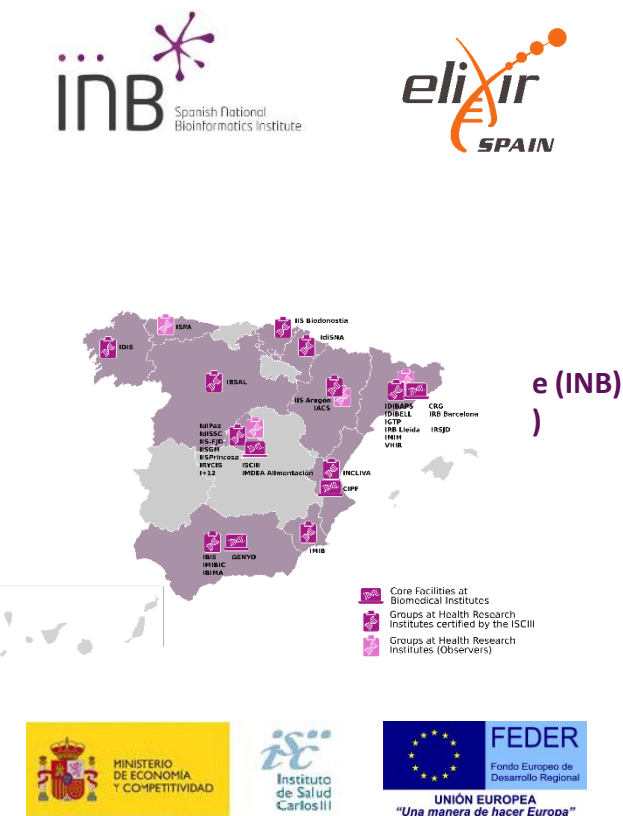 INB
Spanish National
Bioinformatics Institute
elixir
SPAIN
ISPA
IIS Biodonostia
IdiSNA
IDIS
IBSAL
e (INB)
)
IIS Aragón
IACS
IDIBAPS CRG
IDIBELL IRB Barcelona
IGTP
IRB Lleida IRSJD
IMIM
VHIR
IdiPaz
IdISSC
IIS-FJD
IISGM
IISPrincesa
IRYCIS ISCIII
I+12 IMDEA Alimentación
INCLIVA
CIPF
IMIB
IBIS GENYO
IMIBIC
IBIMA
Core Facilities at
Biomedical Institutes
Groups at Health Research
Institutes certified by the ISCIII
Groups at Health Research
Institutes (Observers)
MINISTERIO
DE ECONOMÍA
Y COMPETITIVIDAD
isc
Instituto
de Salud
Carlos III
FEDER
Fondo Europeo de
Desarrollo Regional
UNIÓN EUROPEA
"Una manera de hacer Europa"